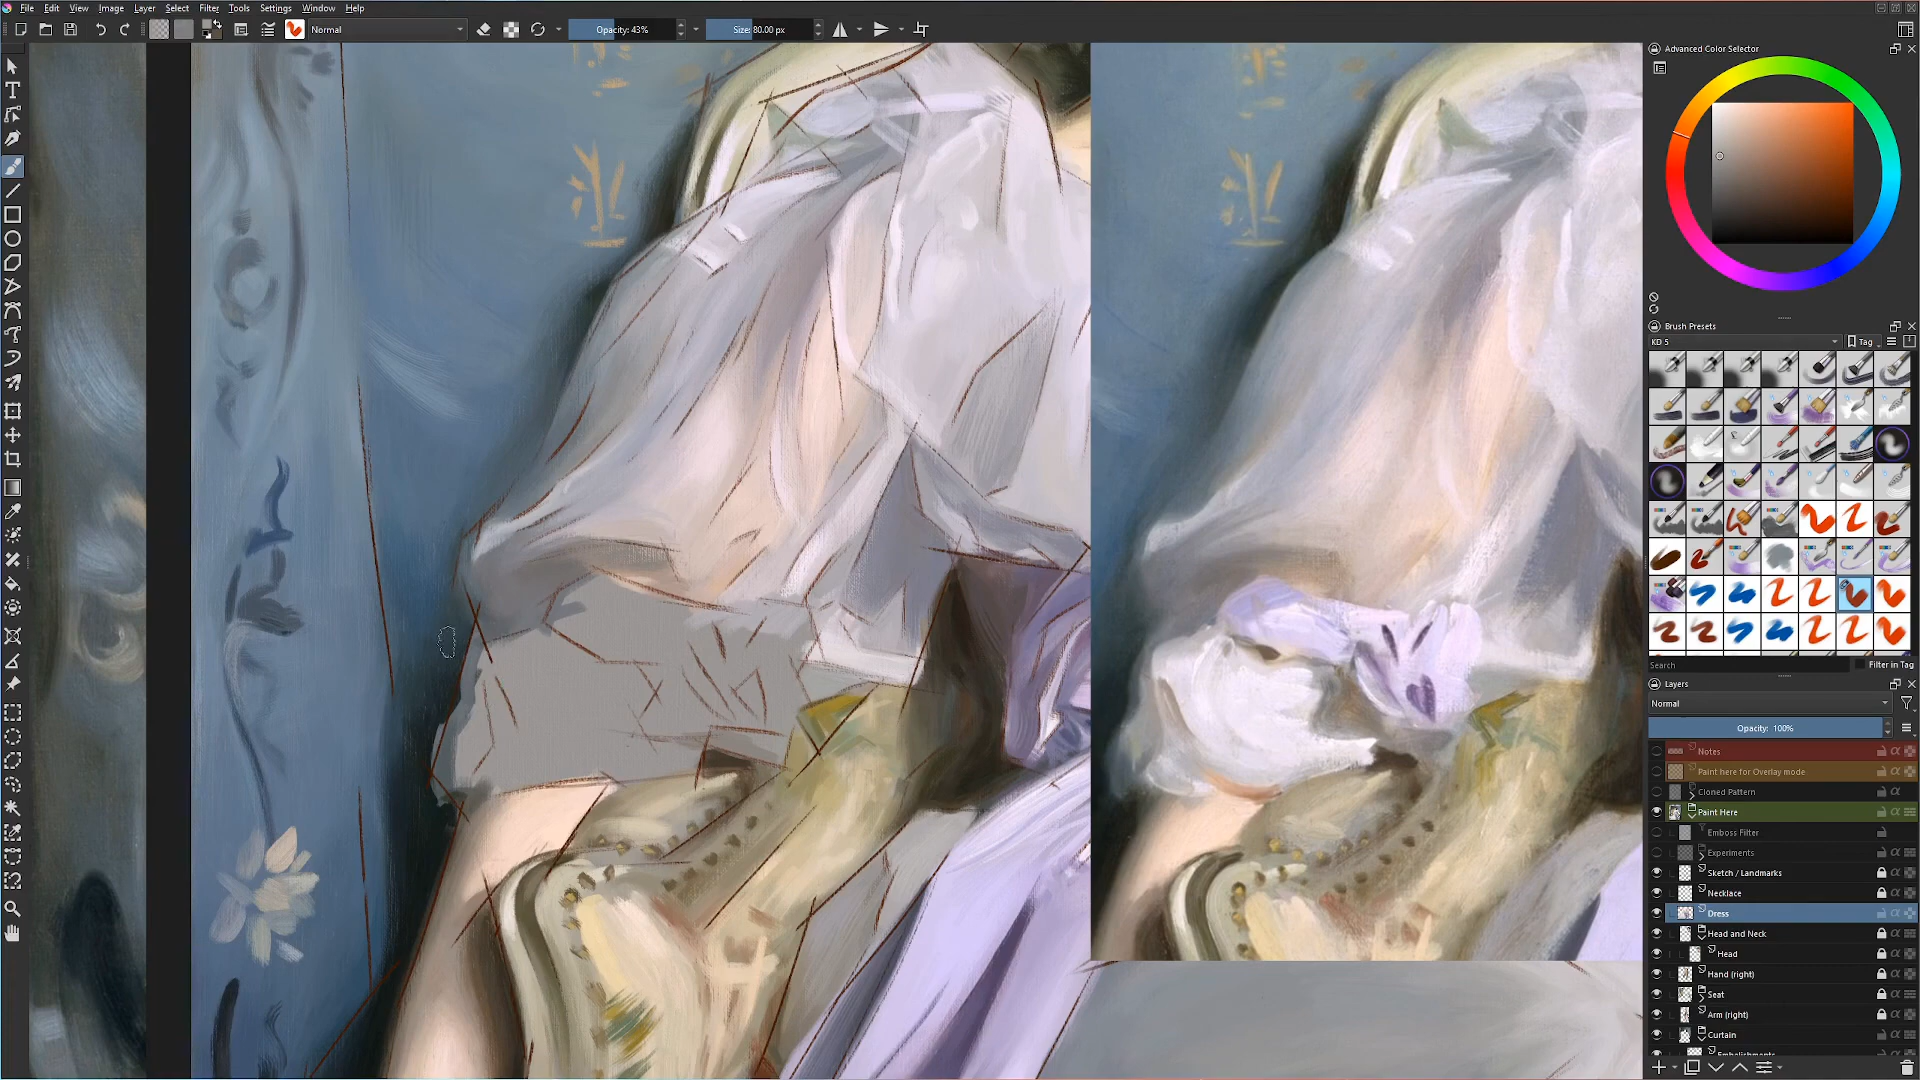 File Edit View Image Layer Select Filter Tools Settings Window Help
Normal Opacity: 43% Size: 80.00 px
Advanced Color Selector
Brush Presets
KD 5 Tag
Search Filter in Tag
Layers
Normal
Opacity: 100%
Notes
Paint here for Overlay mode
Cloned Pattern
Paint Here
Emboss Filter
Experiments
Sketch / Landmarks
Necklace
Dress
Head and Neck
Head
Hand (right)
Seat
Arm (right)
Curtain
Embelishments